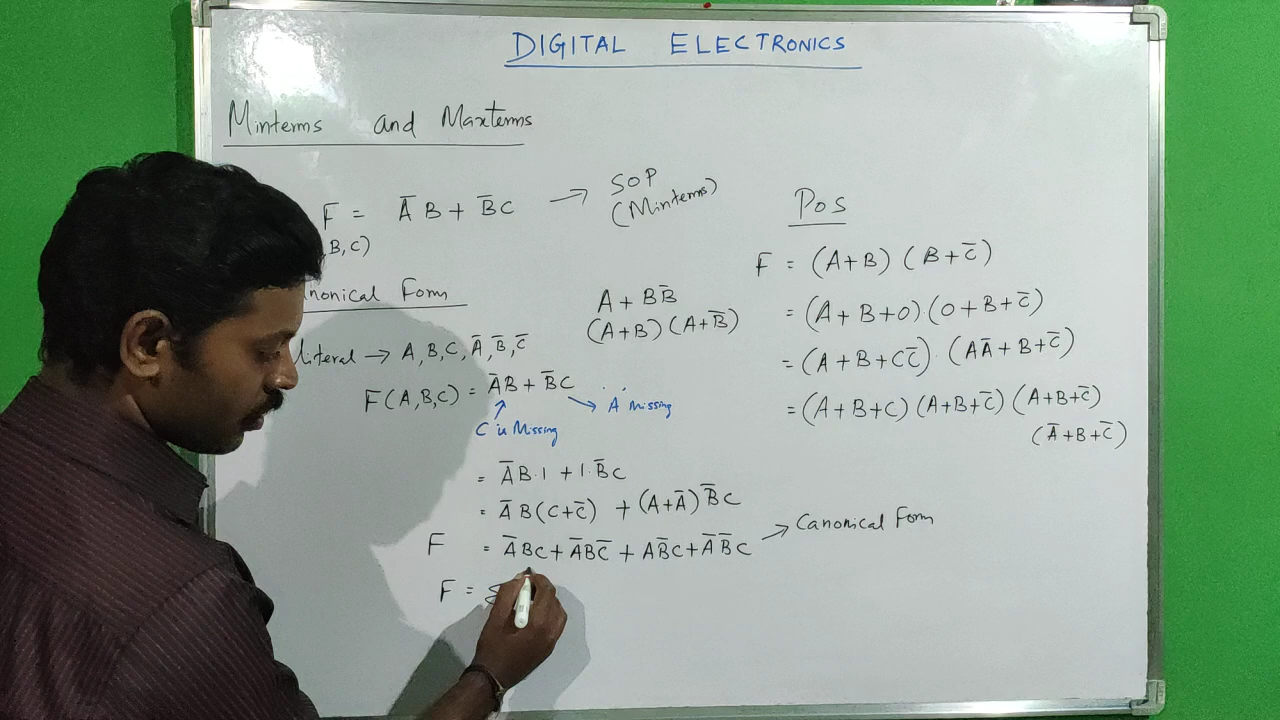 DIGITAL ELECTRONICS
Minterms and Maxterms
F = A̅ B + B̅ C → SOP
(Minterms)
B, C)
nonical Form
literal → A, B, C, A̅, B̅, C̅
F(A,B,C) = A̅B + B̅C
C is Missing
A Missing
= A̅B·1 + 1·B̅C
= A̅B(C+C̅) + (A+A̅)B̅C
F = A̅BC + A̅BC̅ + AB̅C + A̅B̅C → Canonical Form
F = Σ
A + BB̅
(A+B)(A+B̅)
POS
F = (A+B)(B+C̅)
= (A+B+0)(0+B+C̅)
= (A+B+CC̅)·(AA̅+B+C̅)
= (A+B+C)(A+B+C̅)(A+B+C̅)
(A̅+B+C̅)